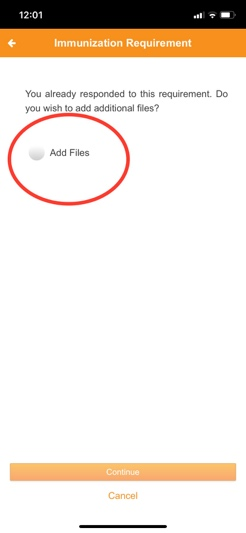 12:01
Immunization Requirement
You already responded to this requirement. Do
you wish to add additional files?
Add Files
Continue
Cancel